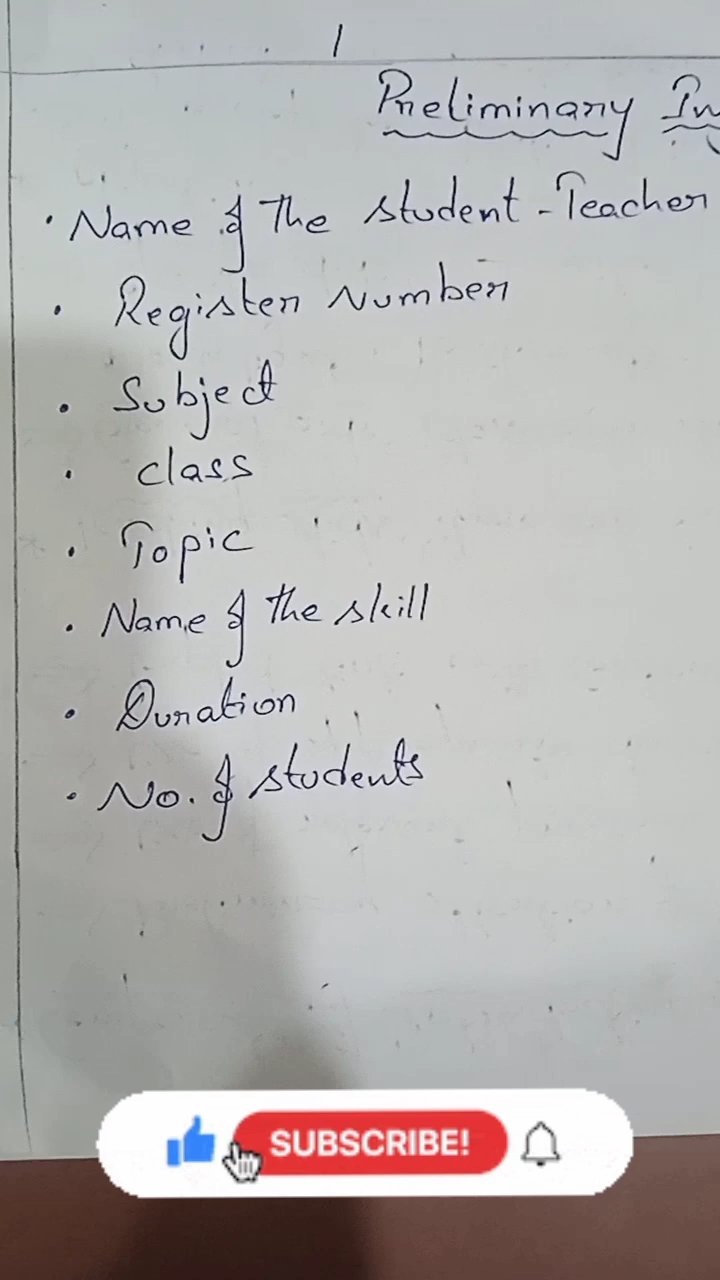 1
Preliminary
• Name of the student-Teacher
• Register Number
• Subject
• class
• Topic
• Name of the skill
• Duration
• No. of students
SUBSCRIBE!